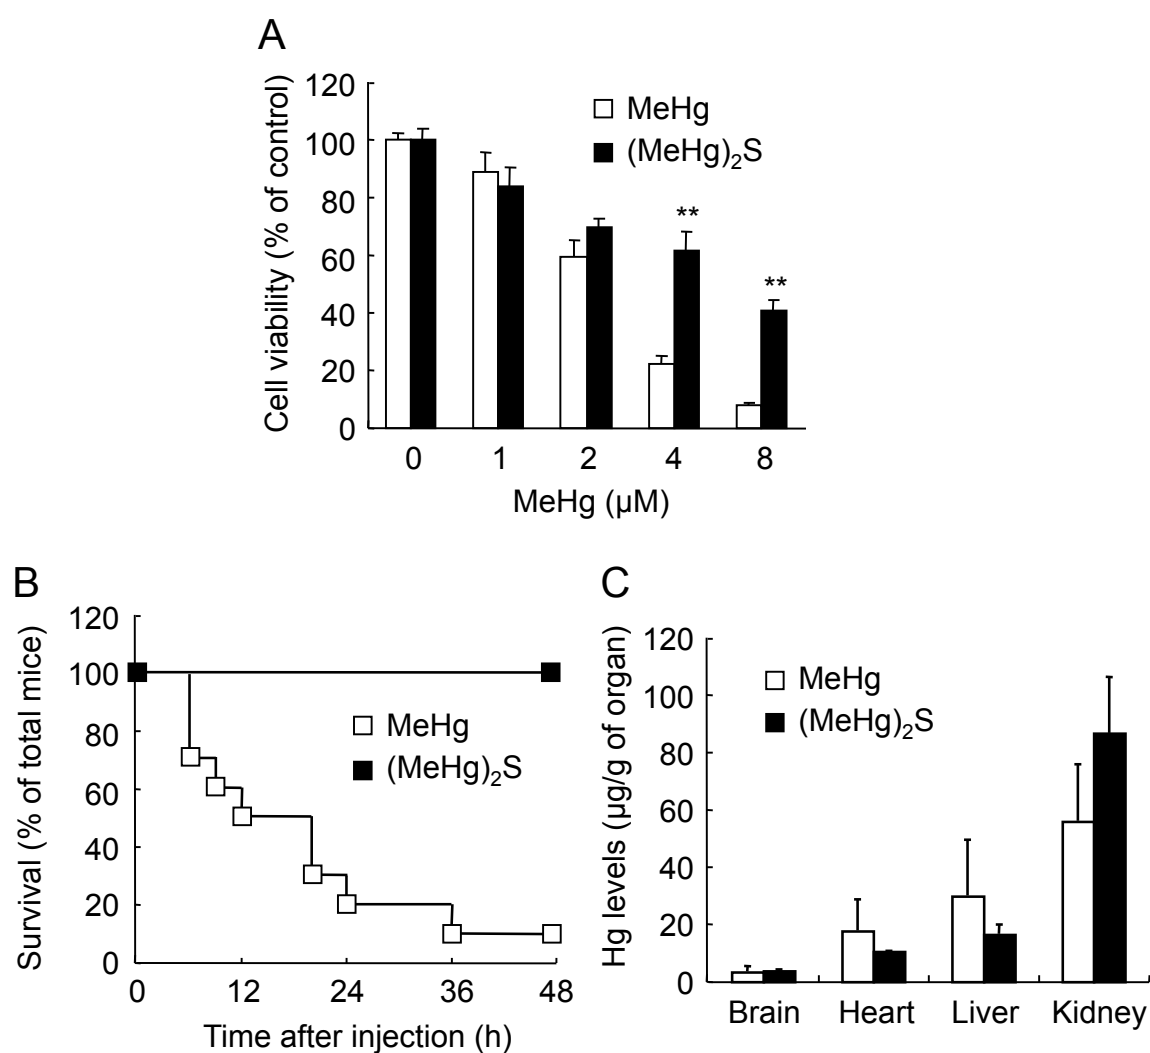 A
Cell viability (% of control)
120
100
80
60
40
20
0
MeHg
(MeHg)₂S
**
**
0 1 2 4 8
MeHg (μM)
B
Survival (% of total mice)
120
100
80
60
40
20
0
MeHg
(MeHg)₂S
0 12 24 36 48
Time after injection (h)
C
Hg levels (μg/g of organ)
120
100
80
60
40
20
0
MeHg
(MeHg)₂S
Brain Heart Liver Kidney